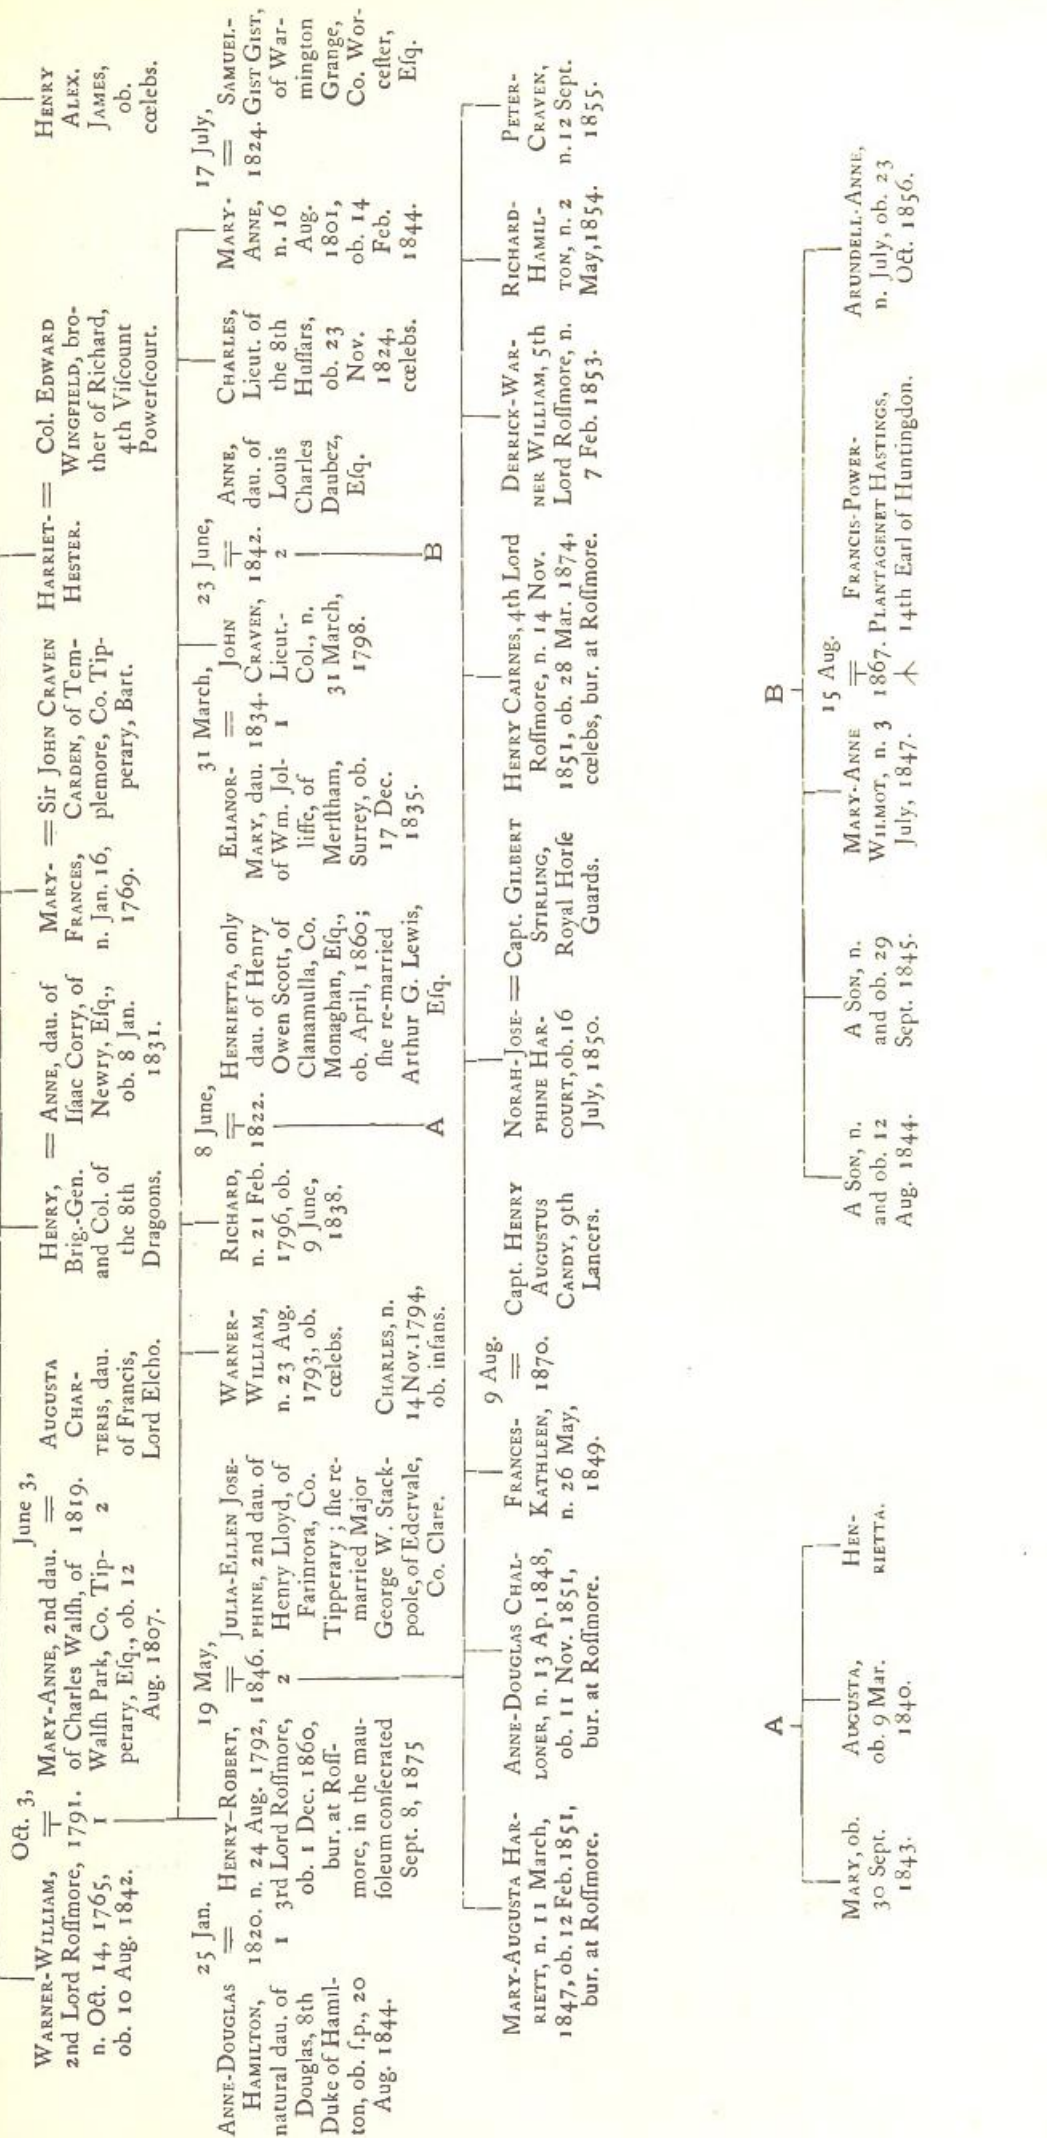 WARNER-WILLIAM,
2nd Lord Roſſmore,
n. Oct. 14, 1765,
ob. 10 Aug. 1842.
Oct. 3,
1791.
1
MARY-ANNE, 2nd dau.
of Charles Walſh, of
Walſh Park, Co. Tip-
perary, Eſq., ob. 12
Aug. 1807.
June 3,
=
1819.
2
AUGUSTA
CHAR-
TERIS, dau.
of Francis,
Lord Elcho.
HENRY,
Brig.-Gen.
and Col. of
the 8th
Dragoons.
=
ANNE, dau. of
Iſaac Corry, of
Newry, Eſq.,
ob. 8 Jan.
1831.
MARY-
FRANCES,
n. Jan. 16,
1769.
=
Sir JOHN CRAVEN
CARDEN, of Tem-
plemore, Co. Tip-
perary, Bart.
HARRIET-
HESTER.
=
Col. EDWARD
WINGFIELD, bro-
ther of Richard,
4th Viſcount
Powerſcourt.
HENRY
ALEX.
JAMES,
ob.
cœlebs.
ANNE-DOUGLAS
HAMILTON,
natural dau. of
Douglas, 8th
Duke of Hamil-
ton, ob. ſ.p., 20
Aug. 1844.
25 Jan.
=
1820.
1
HENRY-ROBERT,
n. 24 Aug. 1792,
3rd Lord Roſſmore,
ob. 1 Dec. 1860,
bur. at Roſſ-
more, in the mau-
ſoleum conſecrated
Sept. 8, 1875
19 May,
1846.
2
JULIA-ELLEN JOSE-
PHINE, 2nd dau. of
Henry Lloyd, of
Farinrora, Co.
Tipperary; ſhe re-
married Major
George W. Stack-
poole, of Edervale,
Co. Clare.
WARNER-
WILLIAM,
n. 23 Aug.
1793, ob.
cœlebs.
CHARLES, n.
14 Nov. 1794,
ob. infans.
RICHARD,
n. 21 Feb.
1796, ob.
9 June,
1838.
8 June,
1822.
A
HENRIETTA, only
dau. of Henry
Owen Scott, of
Clanamulla, Co.
Monaghan, Eſq.,
ob. April, 1860;
ſhe re-married
Arthur G. Lewis,
Eſq.
ELIANOR-
MARY, dau.
of Wm. Jol-
liffe, of
Merſtham,
Surrey, ob.
17 Dec.
1835.
31 March,
=
1834.
1
JOHN
CRAVEN,
Lieut.-
Col., n.
31 March,
1798.
23 June,
1842.
2
B
ANNE,
dau. of
Louis
Charles
Daubez,
Eſq.
CHARLES,
Lieut. of
the 8th
Huſſars,
ob. 23
Nov.
1824,
cœlebs.
MARY-
ANNE,
n. 16
Aug.
1801,
ob. 14
Feb.
1844.
17 July,
=
1824.
SAMUEL-
GIST GIST,
of War-
mington
Grange,
Co. Wor-
ceſter,
Eſq.
MARY-AUGUSTA HAR-
RIETT, n. 11 March,
1847, ob. 12 Feb. 1851,
bur. at Roſſmore.
ANNE-DOUGLAS CHAL-
LONER, n. 13 Ap. 1848,
ob. 11 Nov. 1851,
bur. at Roſſmore.
FRANCES-
KATHLEEN,
n. 26 May,
1849.
9 Aug.
=
1870.
Capt. HENRY
AUGUSTUS
CANDY, 9th
Lancers.
NORAH-JOSE-
PHINE HAR-
COURT, ob. 16
July, 1850.
=
Capt. GILBERT
STIRLING,
Royal Horſe
Guards.
HENRY CAIRNES, 4th Lord
Roſſmore, n. 14 Nov.
1851, ob. 28 Mar. 1874,
cœlebs, bur. at Roſſmore.
DERRICK-WAR-
NER WILLIAM, 5th
Lord Roſſmore, n.
7 Feb. 1853.
RICHARD-
HAMIL-
TON, n. 2
May, 1854.
PETER-
CRAVEN,
n. 12 Sept.
1855.
A
MARY, ob.
30 Sept.
1843.
AUGUSTA,
ob. 9 Mar.
1840.
HEN-
RIETTA.
B
A SON, n.
and ob. 12
Aug. 1844.
A SON, n.
and ob. 29
Sept. 1845.
MARY-ANNE
WILMOT, n. 3
July, 1847.
15 Aug.
1867.
FRANCIS-POWER-
PLANTAGENET HASTINGS,
14th Earl of Huntingdon.
ARUNDELL-ANNE,
n. July, ob. 23
Oct. 1856.